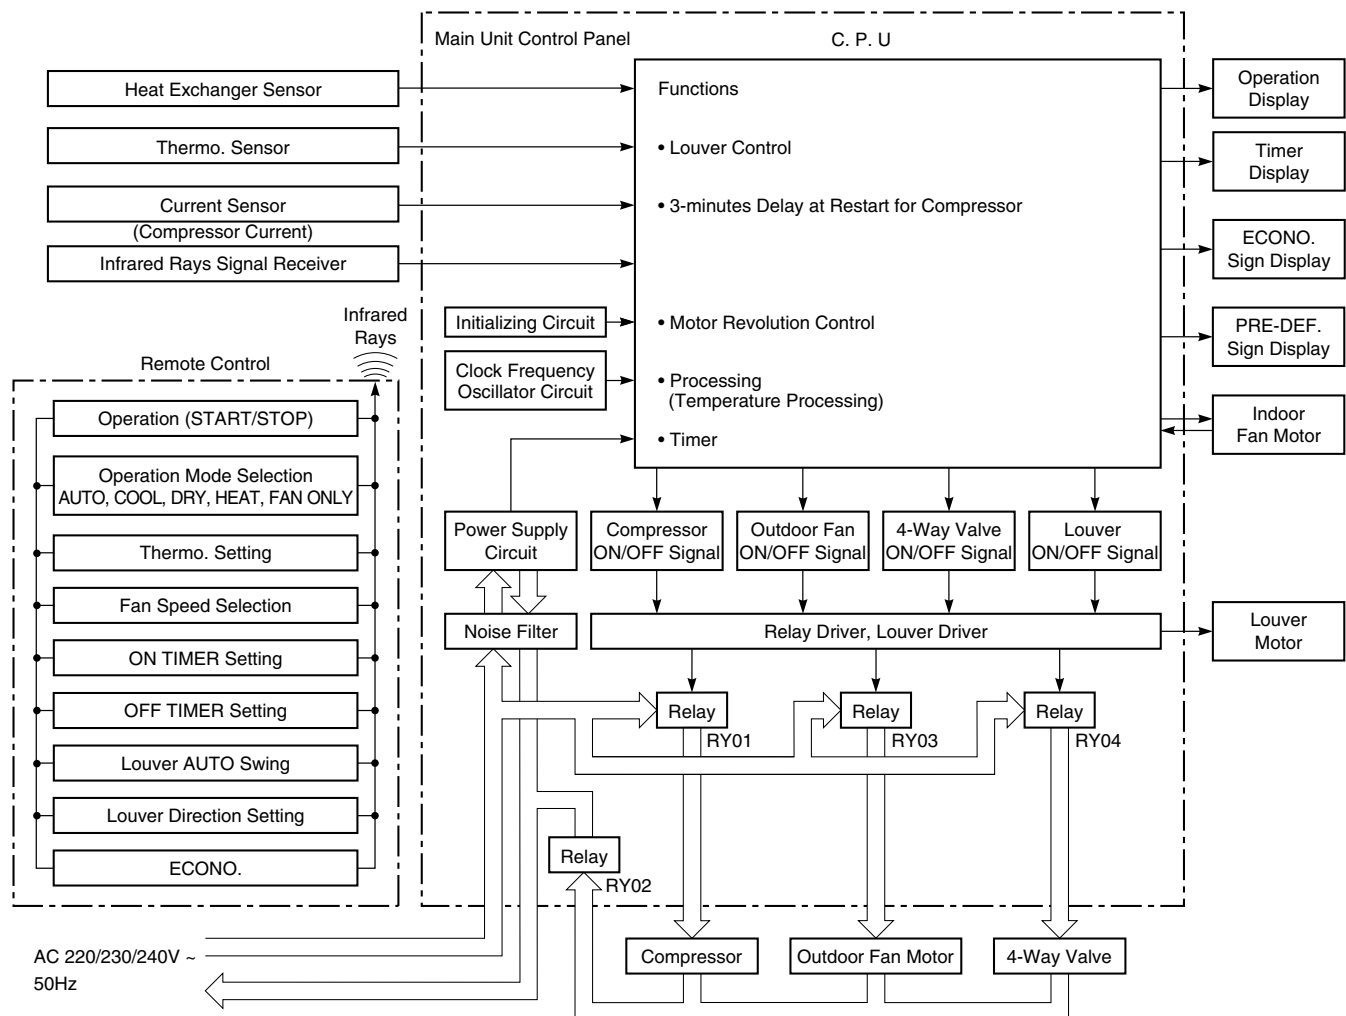 Main Unit Control Panel
C. P. U
Heat Exchanger Sensor
Thermo. Sensor
Current Sensor
(Compressor Current)
Infrared Rays Signal Receiver
Functions
• Louver Control
• 3-minutes Delay at Restart for Compressor
• Motor Revolution Control
• Processing
(Temperature Processing)
• Timer
Operation
Display
Timer
Display
ECONO.
Sign Display
PRE-DEF.
Sign Display
Indoor
Fan Motor
Initializing Circuit
Clock Frequency
Oscillator Circuit
Infrared
Rays
Remote Control
Operation (START/STOP)
Operation Mode Selection
AUTO, COOL, DRY, HEAT, FAN ONLY
Thermo. Setting
Fan Speed Selection
ON TIMER Setting
OFF TIMER Setting
Louver AUTO Swing
Louver Direction Setting
ECONO.
Power Supply
Circuit
Compressor
ON/OFF Signal
Outdoor Fan
ON/OFF Signal
4-Way Valve
ON/OFF Signal
Louver
ON/OFF Signal
Noise Filter
Relay Driver, Louver Driver
Louver
Motor
Relay
RY01
Relay
RY03
Relay
RY04
Relay
RY02
AC 220/230/240V ~
50Hz
Compressor
Outdoor Fan Motor
4-Way Valve